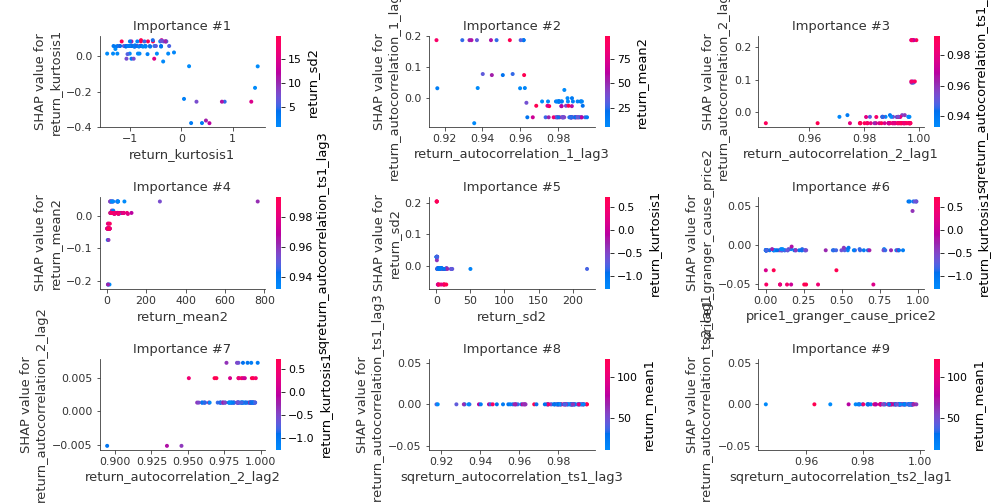 Importance #1
SHAP value for
return_kurtosis1
0.0
−0.2
−0.4
−1
0
1
return_kurtosis1
15
10
5
return_sd2
Importance #2
SHAP value for
return_autocorrelation_1_lag3
0.2
0.1
0.0
0.92
0.94
0.96
0.98
return_autocorrelation_1_lag3
75
50
25
return_mean2
Importance #3
SHAP value for
return_autocorrelation_2_lag1
0.2
0.1
0.0
0.96
0.98
1.00
return_autocorrelation_2_lag1
0.98
0.96
0.94
sqreturn_autocorrelation_ts1_lag3
Importance #4
SHAP value for
return_mean2
0.0
−0.1
−0.2
0
200
400
600
800
return_mean2
0.98
0.96
0.94
sqreturn_autocorrelation_ts1_lag3
Importance #5
SHAP value for
return_sd2
0.2
0.1
0.0
0
50
100
150
200
return_sd2
0.5
0.0
−0.5
−1.0
return_kurtosis1
Importance #6
SHAP value for
price1_granger_cause_price2
0.05
0.00
−0.05
0.00
0.25
0.50
0.75
1.00
price1_granger_cause_price2
0.5
0.0
−0.5
−1.0
return_kurtosis1
Importance #7
SHAP value for
return_autocorrelation_2_lag2
0.005
0.000
−0.005
0.900
0.925
0.950
0.975
1.000
return_autocorrelation_2_lag2
0.5
0.0
−0.5
−1.0
return_kurtosis1
Importance #8
SHAP value for
sqreturn_autocorrelation_ts1_lag3
0.05
0.00
−0.05
0.92
0.94
0.96
0.98
sqreturn_autocorrelation_ts1_lag3
100
50
return_mean1
Importance #9
SHAP value for
sqreturn_autocorrelation_ts2_lag1
0.05
0.00
−0.05
0.96
0.98
1.00
sqreturn_autocorrelation_ts2_lag1
100
50
return_mean1